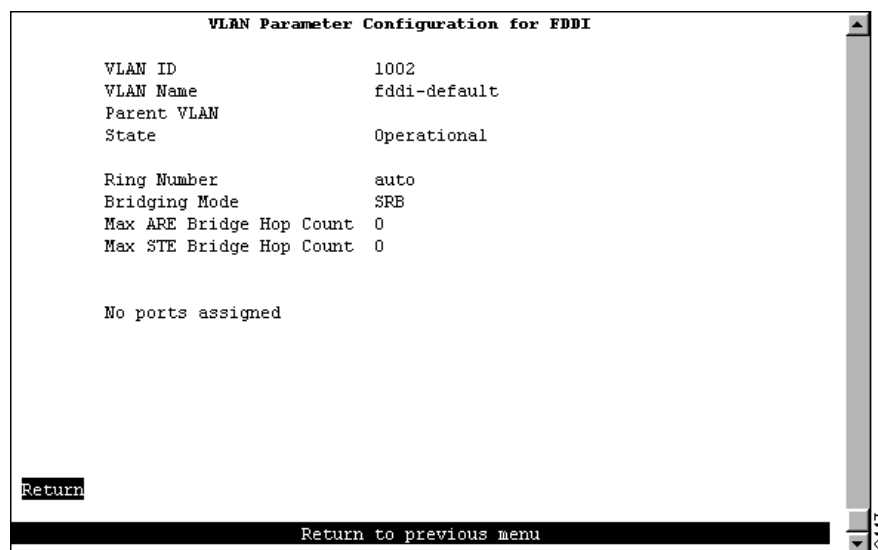 VLAN Parameter Configuration for FDDI
VLAN ID 1002
VLAN Name fddi-default
Parent VLAN
State Operational
Ring Number auto
Bridging Mode SRB
Max ARE Bridge Hop Count 0
Max STE Bridge Hop Count 0
No ports assigned
Return
Return to previous menu